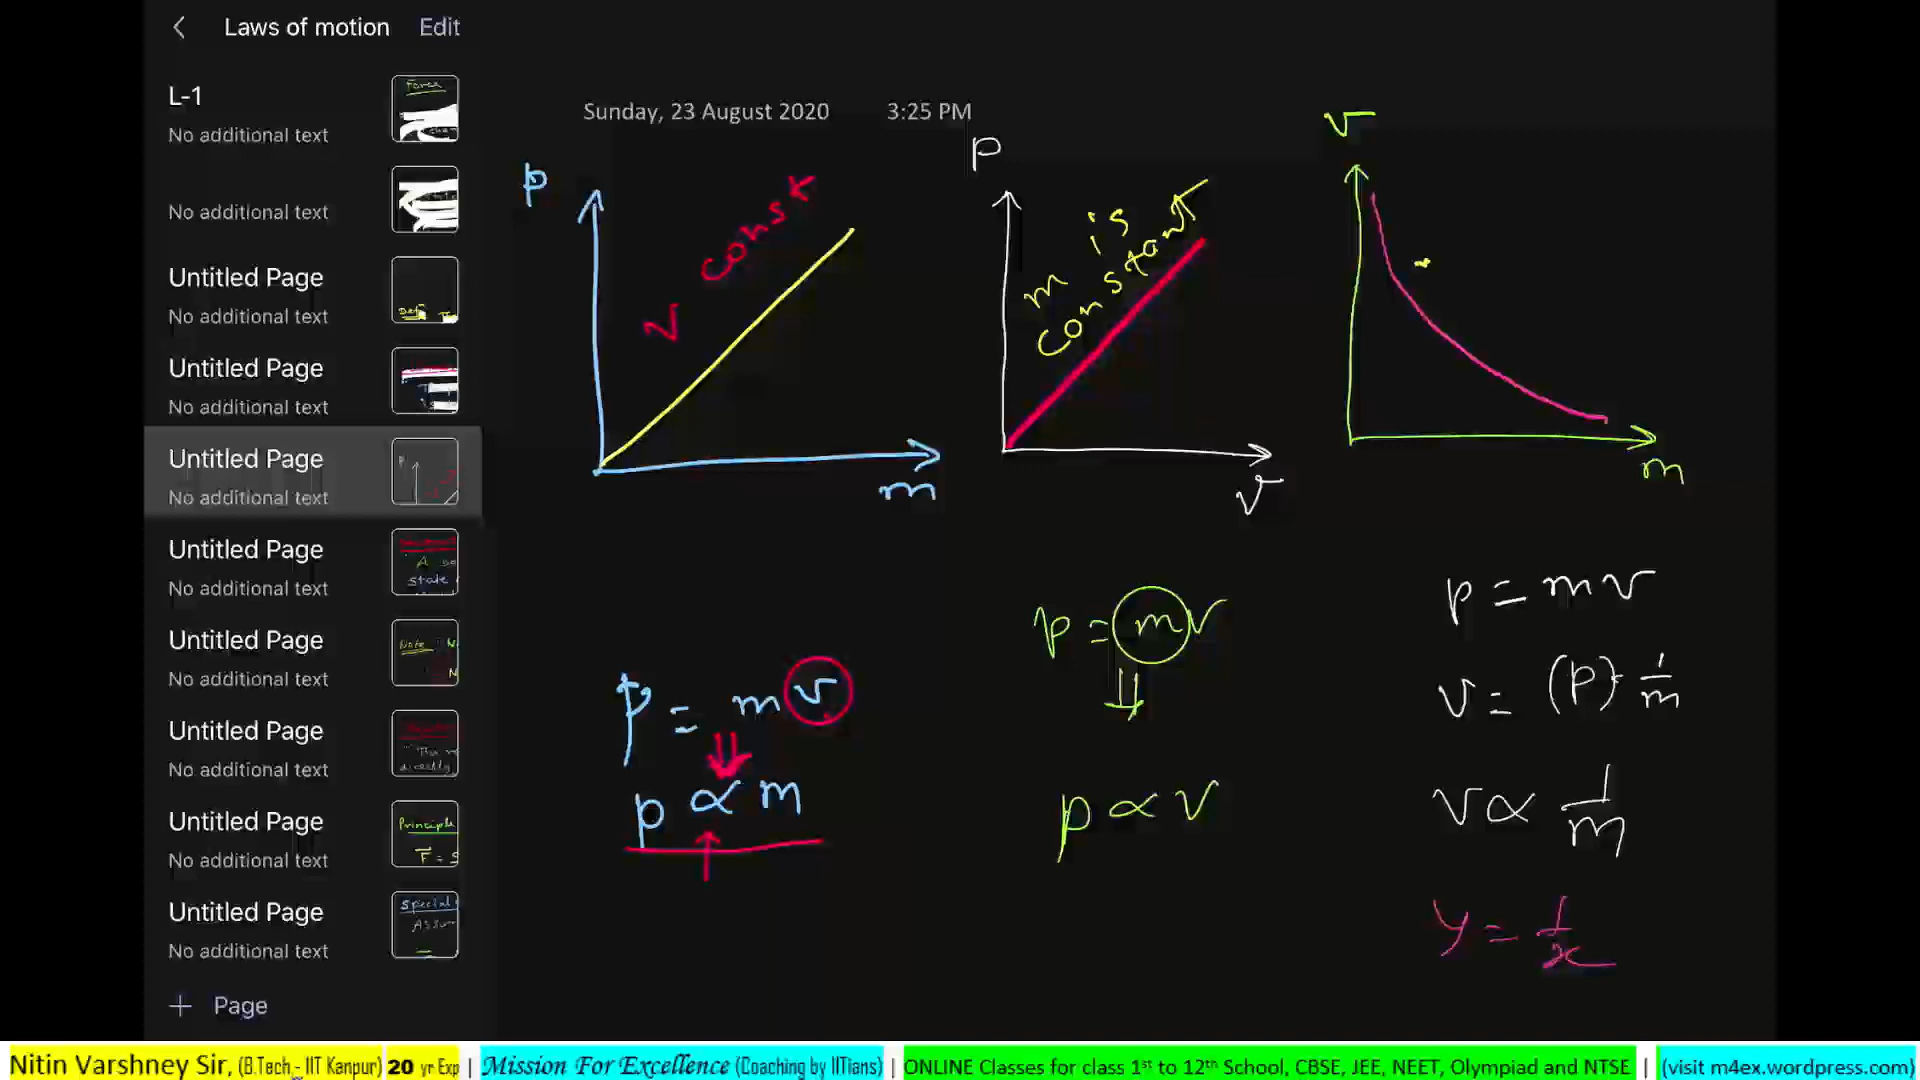 Laws of motion Edit
L-1
No additional text
No additional text
Untitled Page
No additional text
Untitled Page
No additional text
Untitled Page
No additional text
Untitled Page
No additional text
Untitled Page
No additional text
Untitled Page
No additional text
Untitled Page
No additional text
Untitled Page
No additional text
+ Page
Force
Note
Principle
Special
Sunday, 23 August 2020 3:25 PM
p
v const
m
p = mv
p ∝ m
P
m is
constant
v
p = mv
p ∝ v
v
m
p = mv
v = (p) · 1/m
v ∝ 1/m
y = 1/x
Nitin Varshney Sir, (B.Tech,- IIT Kanpur) 20 yr Exp | Mission For Excellence (Coaching by IITians) | ONLINE Classes for class 1st to 12th School, CBSE, JEE, NEET, Olympiad and NTSE | (visit m4ex.wordpress.com)